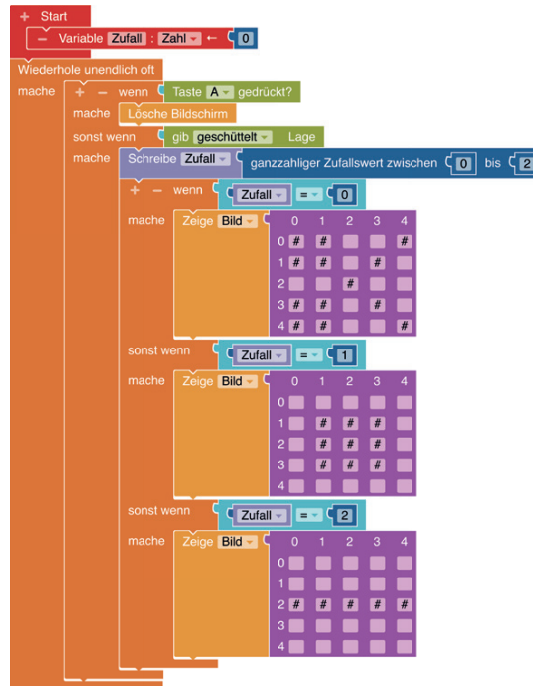 + Start
− Variable Zufall : Zahl ← 0
Wiederhole unendlich oft
mache + − wenn Taste A gedrückt?
mache Lösche Bildschirm
sonst wenn gib geschüttelt Lage
mache Schreibe Zufall ganzzahliger Zufallswert zwischen 0 bis 2
+ − wenn Zufall = 0
mache Zeige Bild 0 1 2 3 4
0 # # #
1 # # #
2 #
3 # # #
4 # # #
sonst wenn Zufall = 1
mache Zeige Bild 0 1 2 3 4
0
1 # # #
2 # # #
3 # # #
4
sonst wenn Zufall = 2
mache Zeige Bild 0 1 2 3 4
0
1
2 # # # # #
3
4